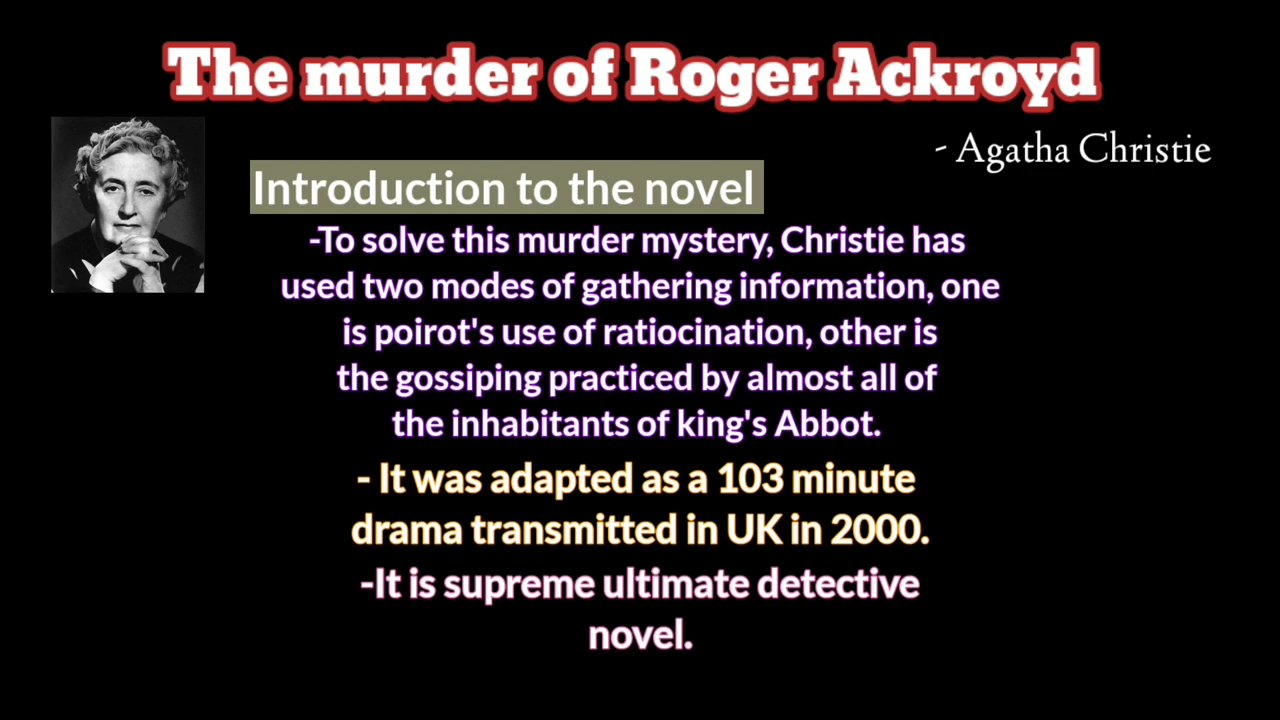 The murder of Roger Ackroyd
- Agatha Christie
Introduction to the novel
-To solve this murder mystery, Christie has
used two modes of gathering information, one
is poirot's use of ratiocination, other is
the gossiping practiced by almost all of
the inhabitants of king's Abbot.
- It was adapted as a 103 minute
drama transmitted in UK in 2000.
-It is supreme ultimate detective
novel.